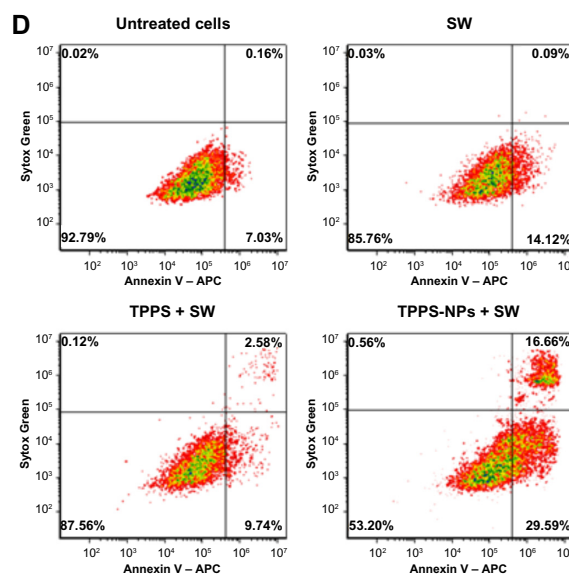 D
Untreated cells
SW
0.02%
0.16%
0.03%
0.09%
Sytox Green
10⁷
10⁶
10⁵
10⁴
10³
10²
Sytox Green
10⁷
10⁶
10⁵
10⁴
10³
10²
92.79%
7.03%
85.76%
14.12%
10² 10³ 10⁴ 10⁵ 10⁶ 10⁷
10² 10³ 10⁴ 10⁵ 10⁶
Annexin V – APC
Annexin V – APC
TPPS + SW
TPPS-NPs + SW
0.12%
2.58%
0.56%
16.66%
Sytox Green
10⁷
10⁶
10⁵
10⁴
10³
10²
Sytox Green
10⁷
10⁶
10⁵
10⁴
10³
10²
87.56%
9.74%
53.20%
29.59%
10² 10³ 10⁴ 10⁵ 10⁶ 10⁷
10² 10³ 10⁴ 10⁵ 10⁶
Annexin V – APC
Annexin V – APC